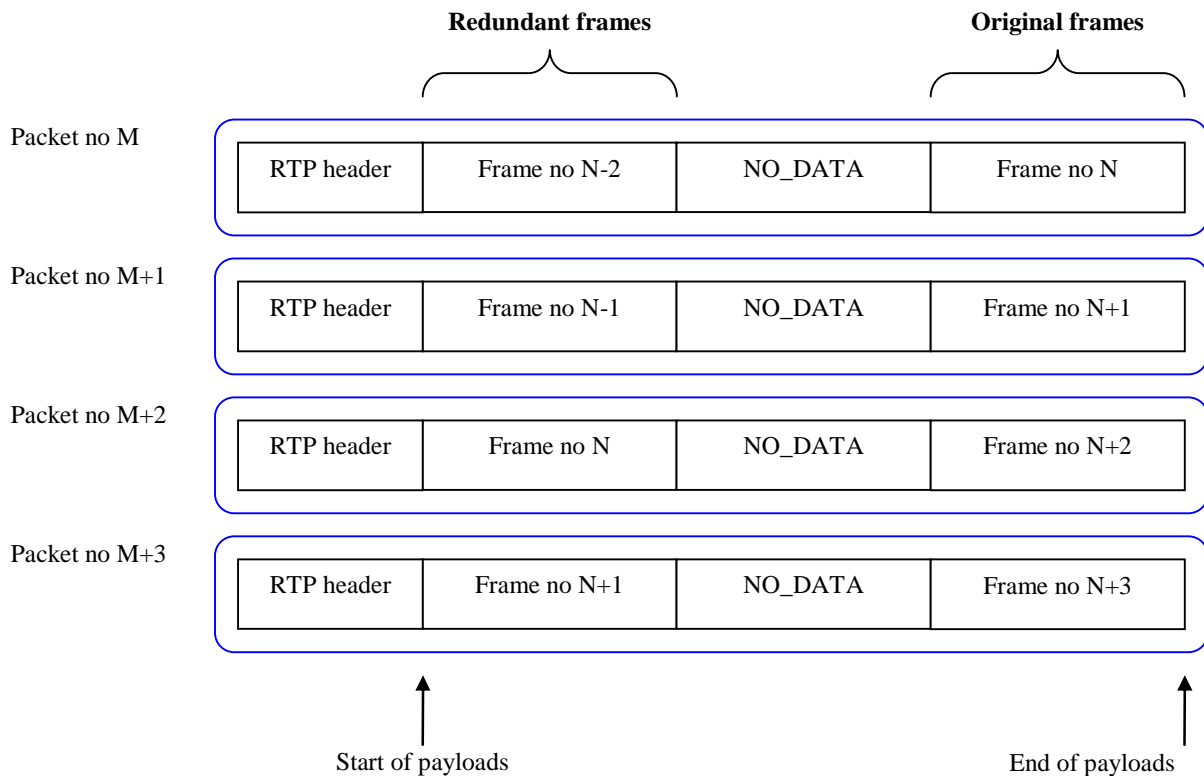 Redundant frames Original frames
Packet no M
RTP header Frame no N-2 NO_DATA Frame no N
Packet no M+1
RTP header Frame no N-1 NO_DATA Frame no N+1
Packet no M+2
RTP header Frame no N NO_DATA Frame no N+2
Packet no M+3
RTP header Frame no N+1 NO_DATA Frame no N+3
Start of payloads End of payloads